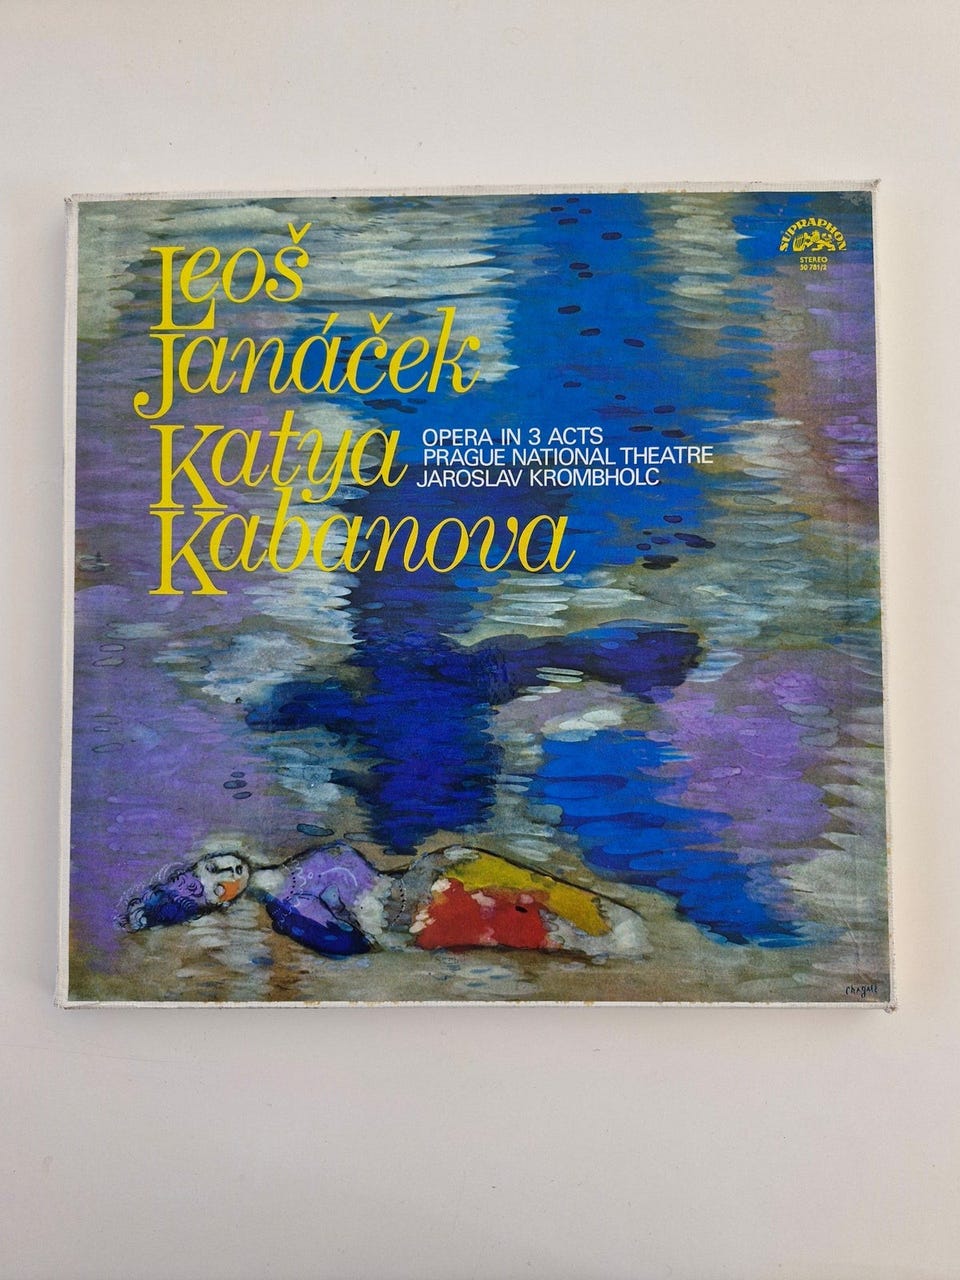 Leoš
Janáček
Katya
Kabanova
OPERA IN 3 ACTS
PRAGUE NATIONAL THEATRE
JAROSLAV KROMBHOLC
SUPRAPHON
STEREO
50 781/2
Chagall